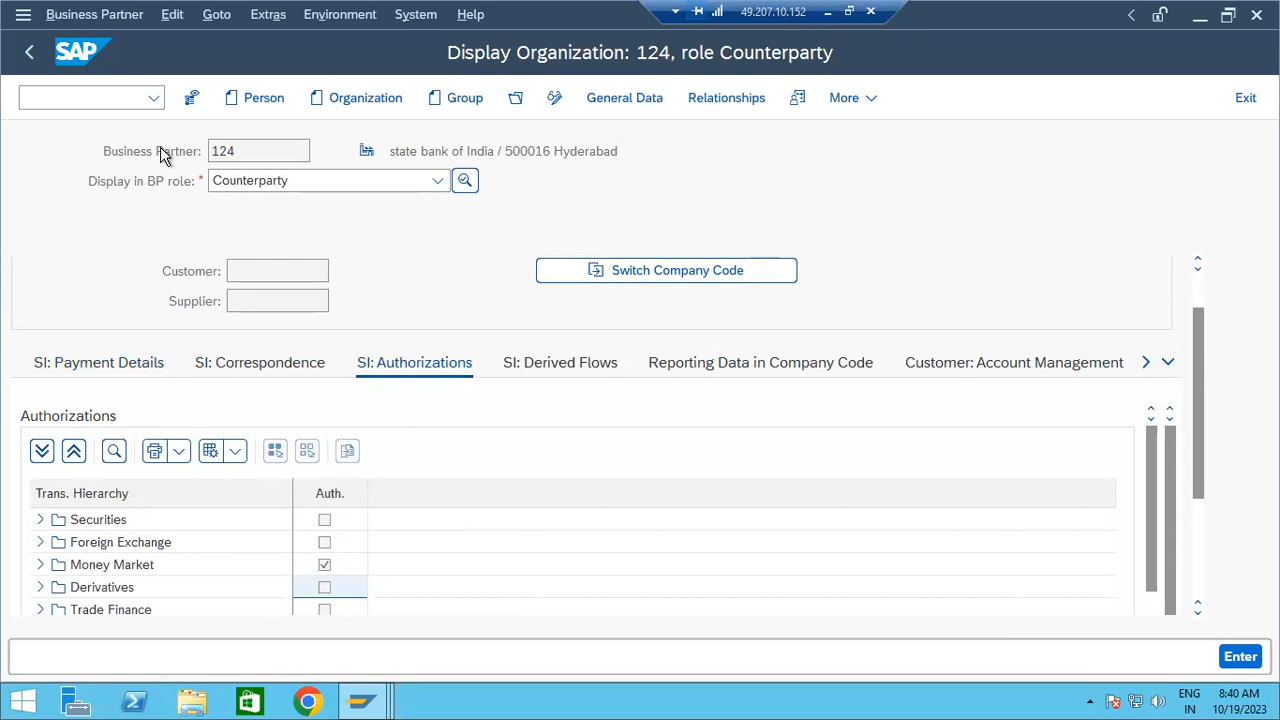 Business Partner Edit Goto Extras Environment System Help 49.207.10.152
SAP Display Organization: 124, role Counterparty
Person Organization Group General Data Relationships More Exit
Business Partner: 124 state bank of India / 500016 Hyderabad
Display in BP role: * Counterparty
Customer: Switch Company Code
Supplier:
SI: Payment Details SI: Correspondence SI: Authorizations SI: Derived Flows Reporting Data in Company Code Customer: Account Management
Authorizations
Trans. Hierarchy Auth.
Securities
Foreign Exchange
Money Market
Derivatives
Trade Finance
Enter
ENG 8:40 AM
IN 10/19/2023